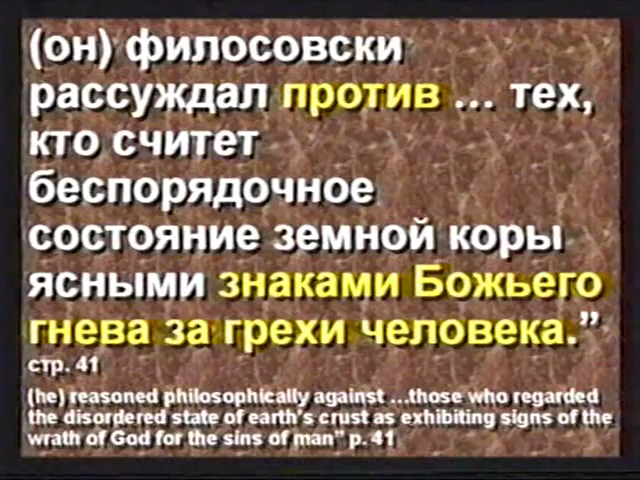 (он) филосовски
рассуждал против ... тех,
кто считет
беспорядочное
состояние земной коры
ясными знаками Божьего
гнева за грехи человека.”
стр. 41
(he) reasoned philosophically against ...those who regarded
the disordered state of earth's crust as exhibiting signs of the
wrath of God for the sins of man" p. 41